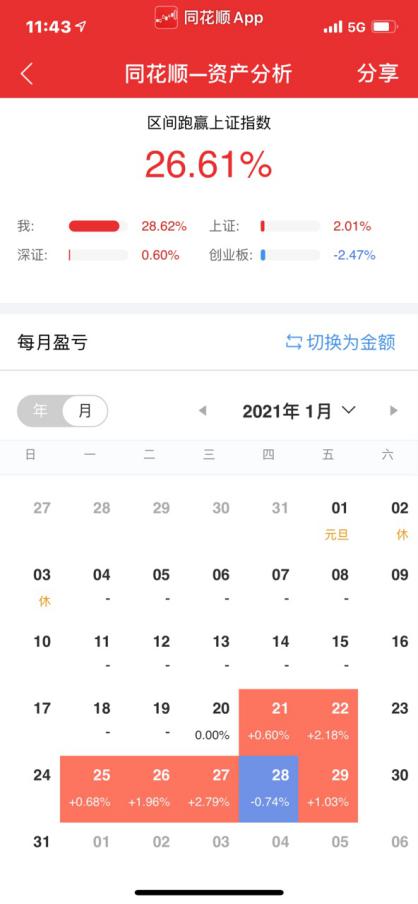 11:43
同花顺App
5G
同花顺—资产分析
分享
区间跑赢上证指数
26.61%
我: 28.62% 上证: 2.01%
深证: 0.60% 创业板: -2.47%
每月盈亏 切换为金额
年 月 2021年 1月
日 一 二 三 四 五 六
27 28 29 30 31 01 02
元旦 休
03 04 05 06 07 08 09
休 - - - - -
10 11 12 13 14 15 16
- - - - -
17 18 19 20 21 22 23
- - 0.00% +0.60% +2.18%
24 25 26 27 28 29 30
+0.68% +1.96% +2.79% -0.74% +1.03%
31 01 02 03 04 05 06